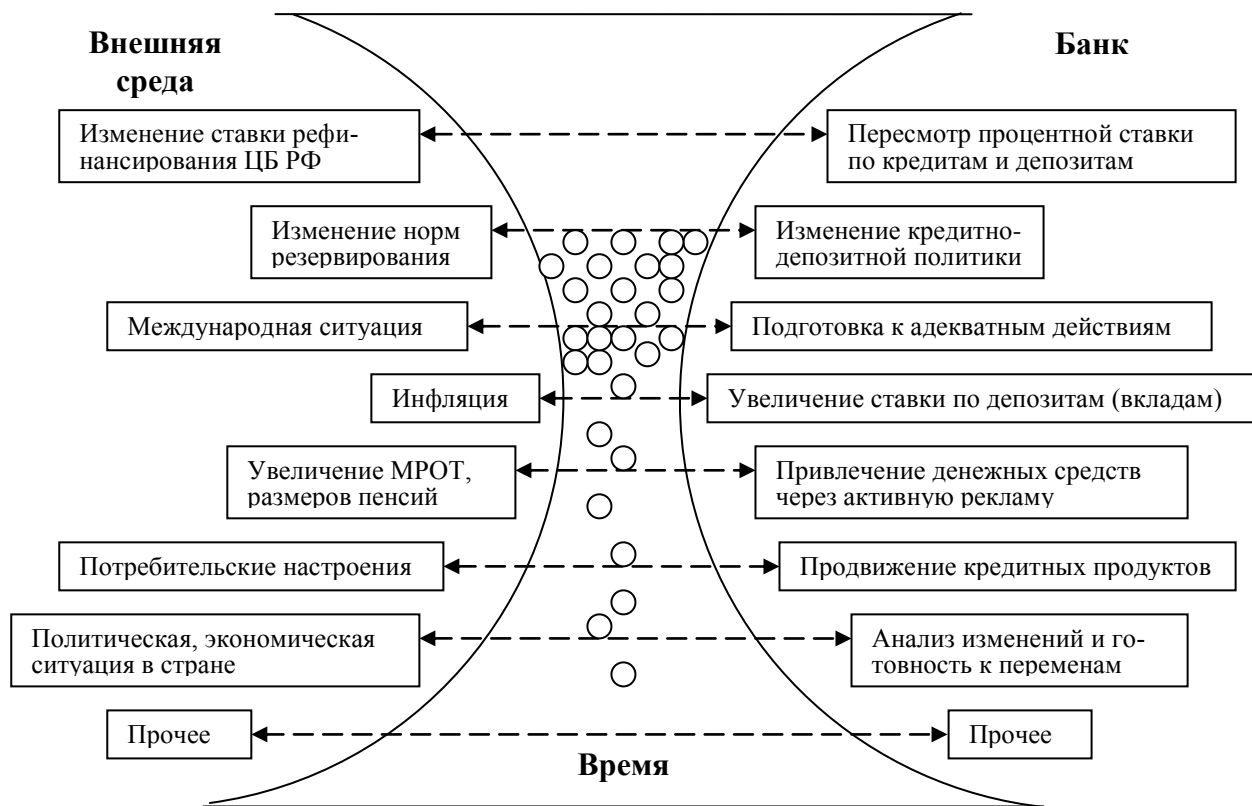 Внешняя
среда
Банк
Изменение ставки рефи-
нансирования ЦБ РФ
Пересмотр процентной ставки
по кредитам и депозитам
Изменение норм
резервирования
Изменение кредитно-
депозитной политики
Международная ситуация
Подготовка к адекватным действиям
Инфляция
Увеличение ставки по депозитам (вкладам)
Увеличение МРОТ,
размеров пенсий
Привлечение денежных средств
через активную рекламу
Потребительские настроения
Продвижение кредитных продуктов
Политическая, экономическая
ситуация в стране
Анализ изменений и го-
товность к переменам
Прочее
Прочее
Время